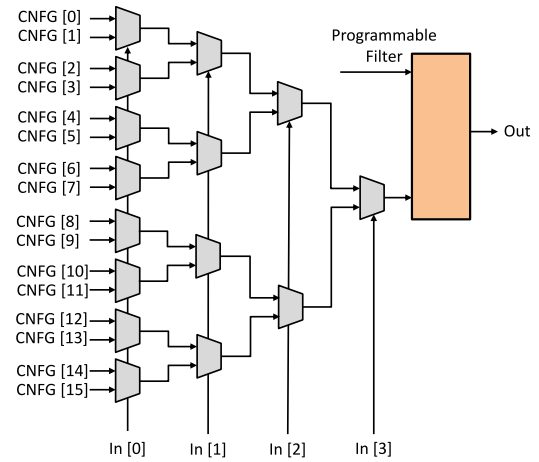 CNFG [0]
CNFG [1]
CNFG [2]
CNFG [3]
CNFG [4]
CNFG [5]
CNFG [6]
CNFG [7]
CNFG [8]
CNFG [9]
CNFG [10]
CNFG [11]
CNFG [12]
CNFG [13]
CNFG [14]
CNFG [15]
Programmable
Filter
Out
In [0]
In [1]
In [2]
In [3]